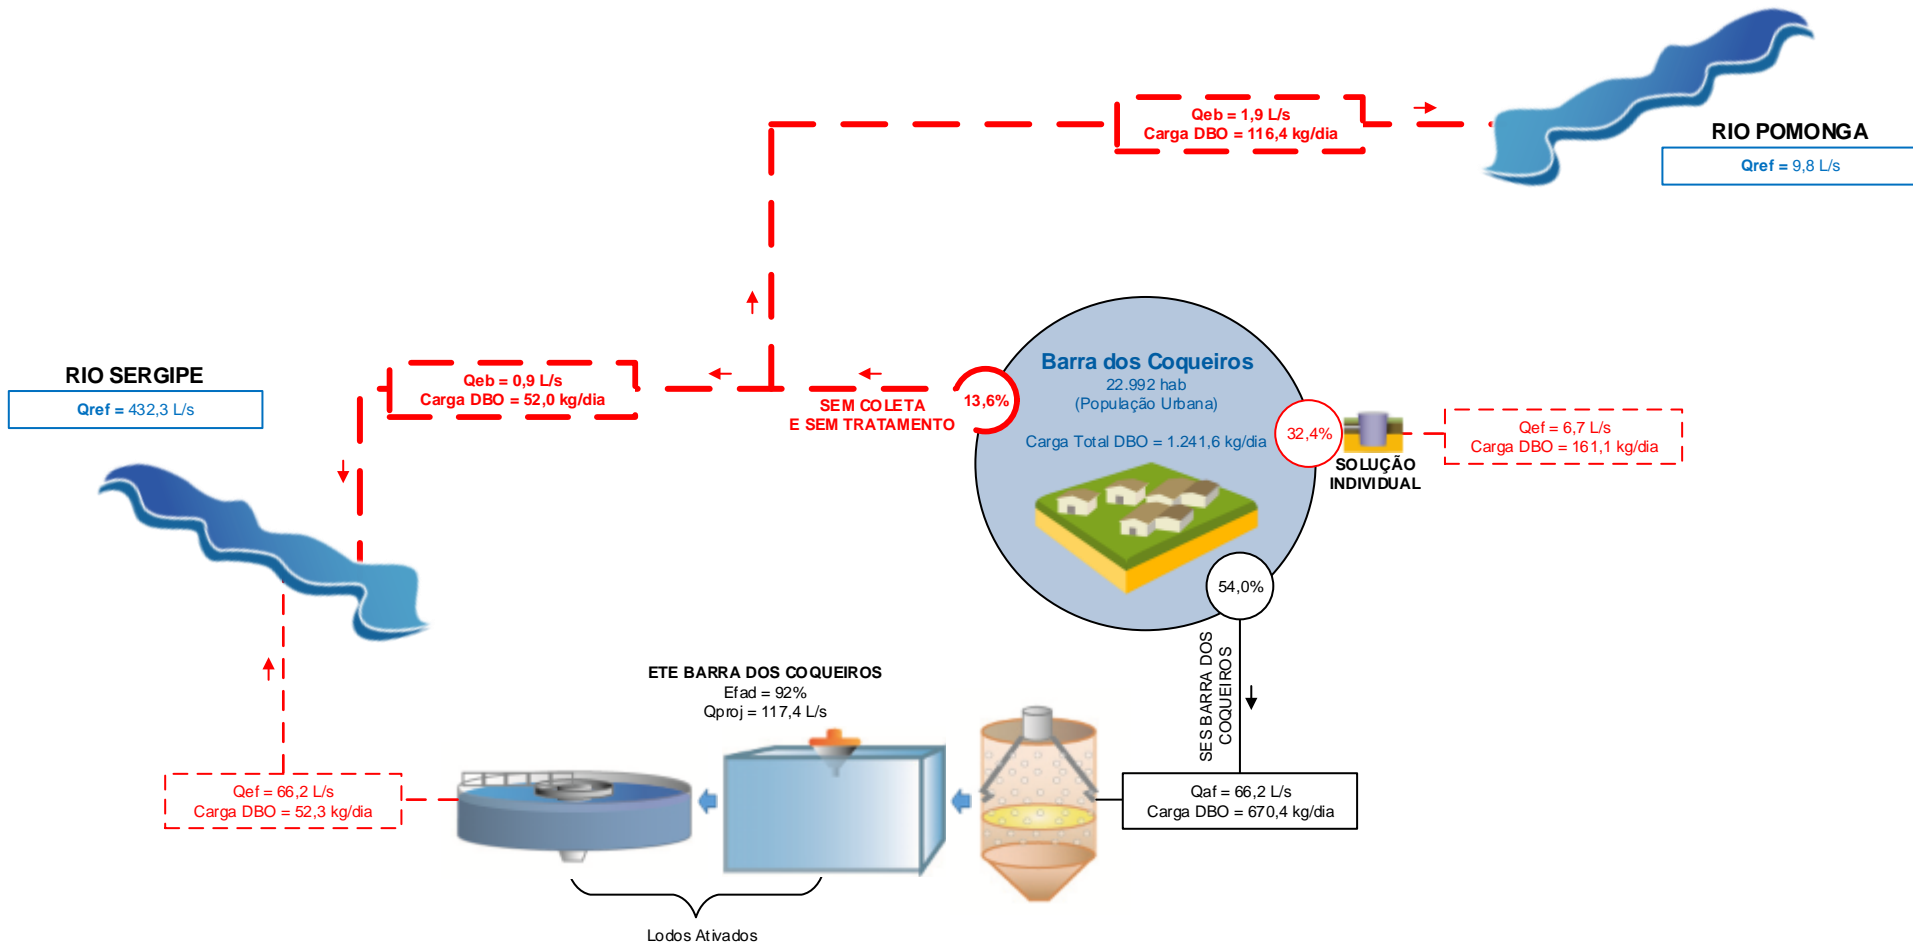 Qeb = 1,9 L/s
Carga DBO = 116,4 kg/dia
RIO POMONGA
Qref = 9,8 L/s
RIO SERGIPE
Qref = 432,3 L/s
Qeb = 0,9 L/s
Carga DBO = 52,0 kg/dia
SEM COLETA
E SEM TRATAMENTO
13,6%
Barra dos Coqueiros
22.992 hab
(População Urbana)
Carga Total DBO = 1.241,6 kg/dia
32,4%
SOLUÇÃO
INDIVIDUAL
Qef = 6,7 L/s
Carga DBO = 161,1 kg/dia
54,0%
SES BARRA DOS
COQUEIROS
ETE BARRA DOS COQUEIROS
Efad = 92%
Qproj = 117,4 L/s
Qef = 66,2 L/s
Carga DBO = 52,3 kg/dia
Qaf = 66,2 L/s
Carga DBO = 670,4 kg/dia
Lodos Ativados